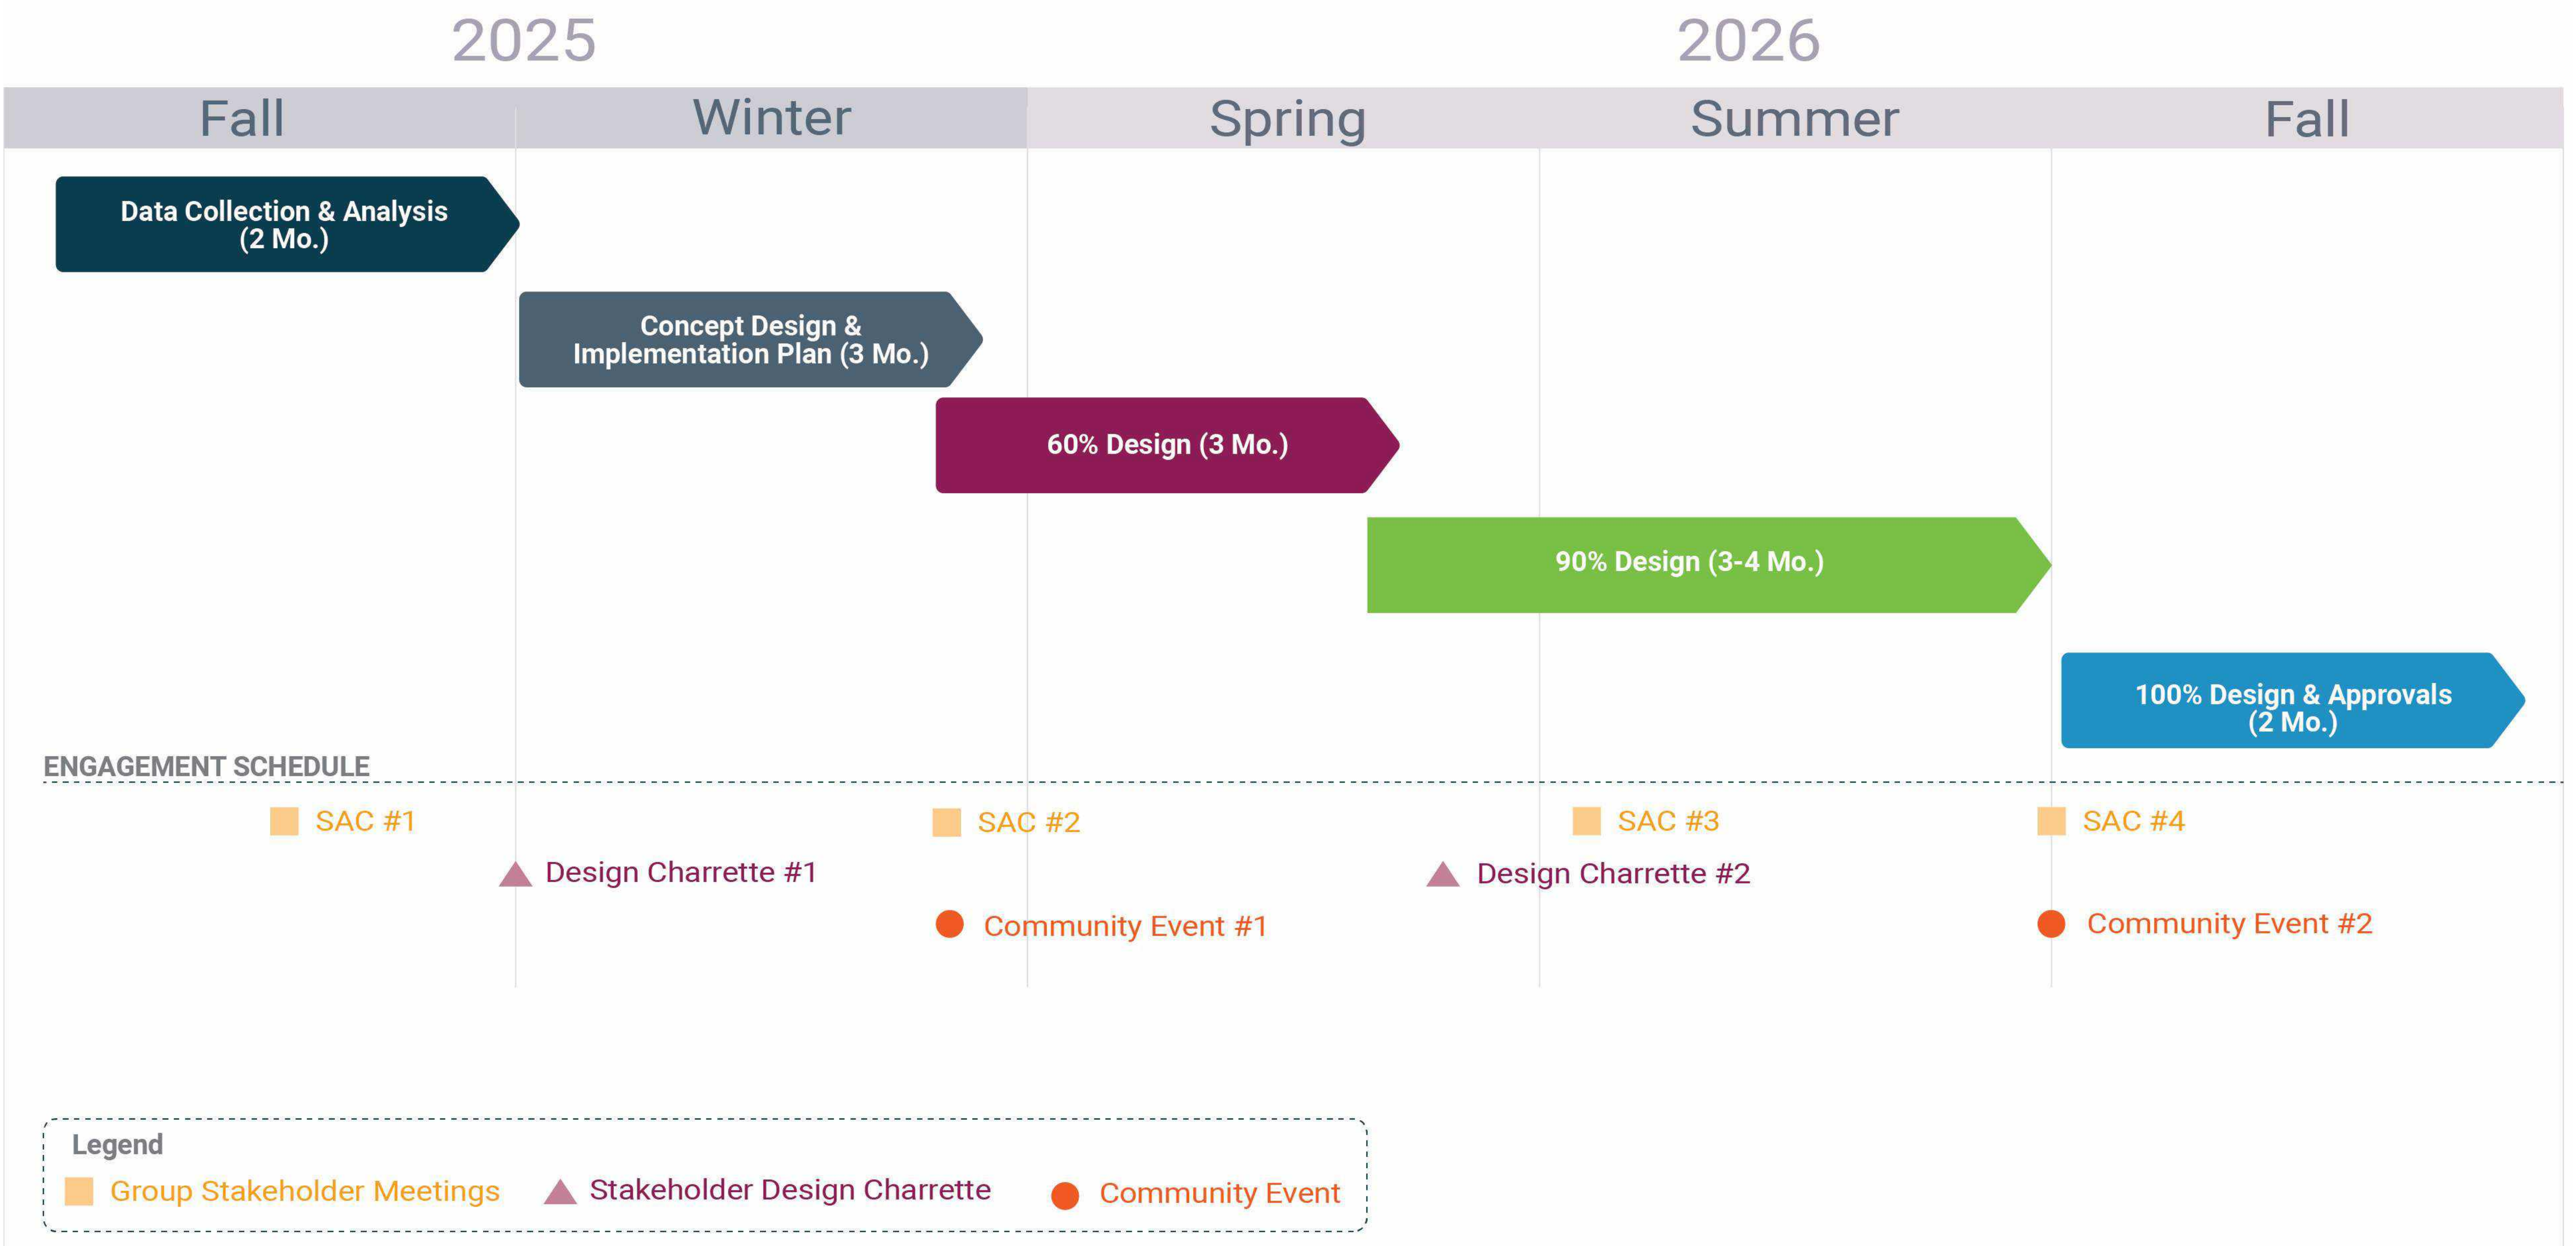 2025
2026
Fall
Winter
Spring
Summer
Fall
Data Collection & Analysis
(2 Mo.)
Concept Design &
Implementation Plan (3 Mo.)
60% Design (3 Mo.)
90% Design (3-4 Mo.)
100% Design & Approvals
(2 Mo.)
ENGAGEMENT SCHEDULE
SAC #1
SAC #2
SAC #3
SAC #4
Design Charrette #1
Design Charrette #2
Community Event #1
Community Event #2
Legend
Group Stakeholder Meetings
Stakeholder Design Charrette
Community Event